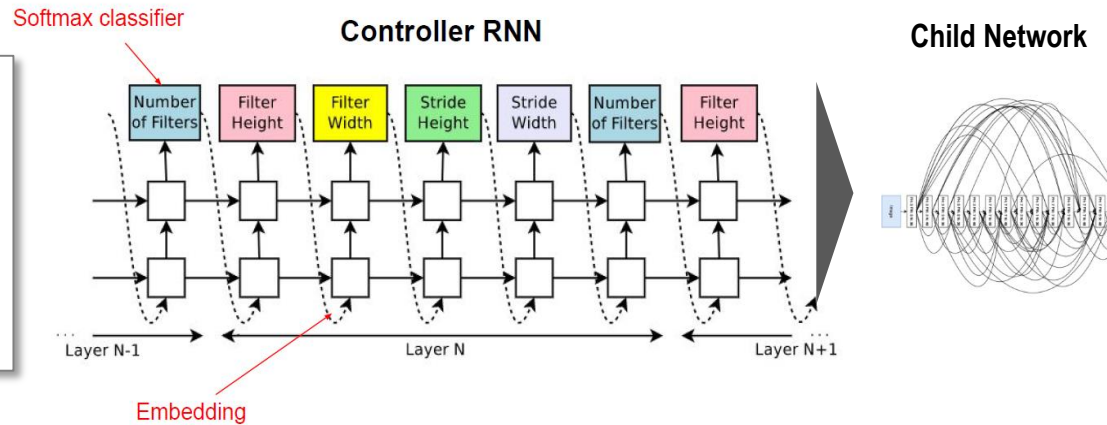 Softmax classifier
Controller RNN
Child Network
Number
of Filters
Filter
Height
Filter
Width
Stride
Height
Stride
Width
Number
of Filters
Filter
Height
...
Layer N-1
Layer N
Layer N+1
...
Embedding